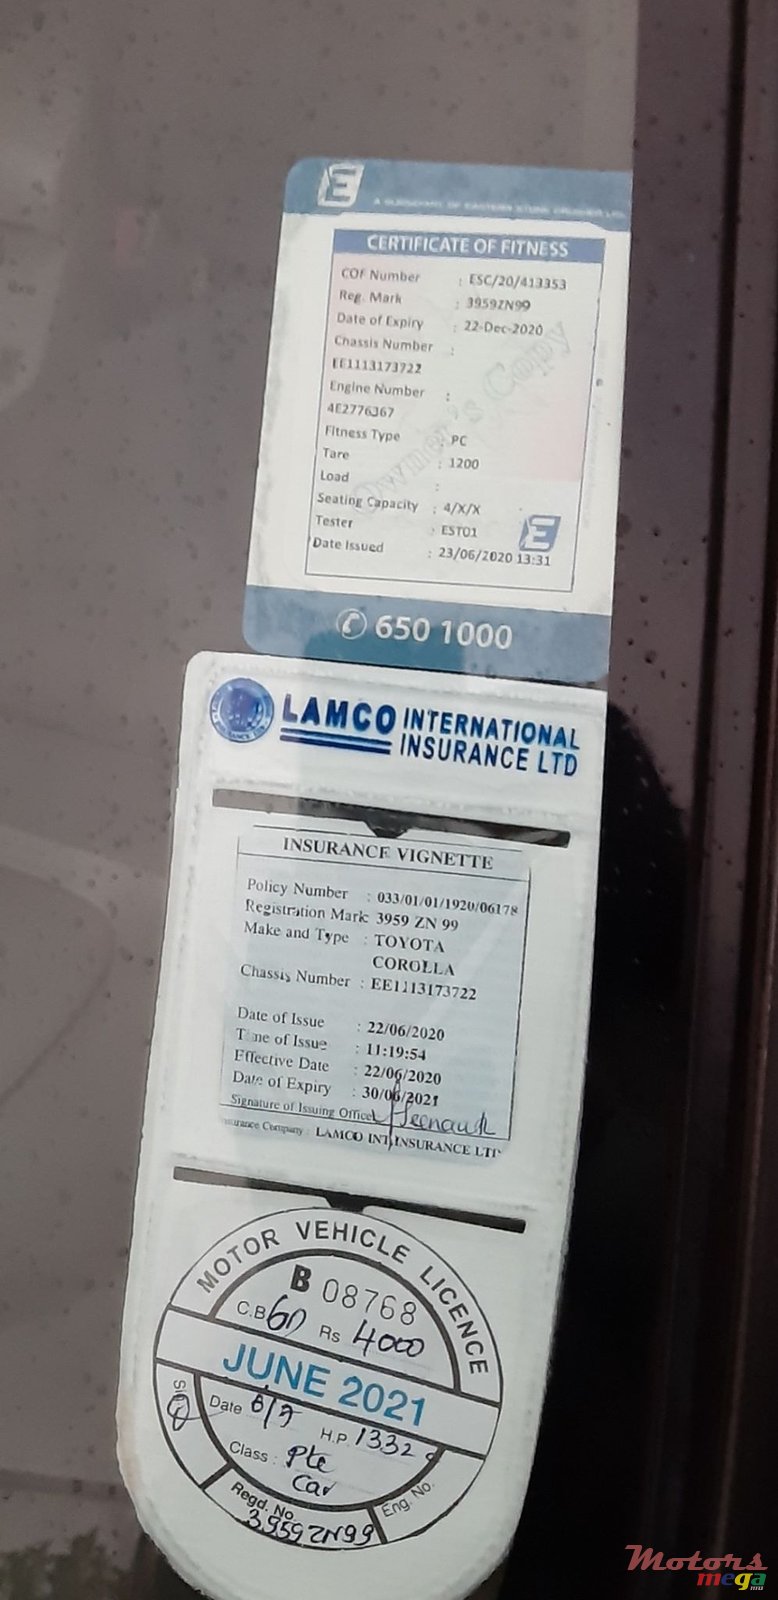 E
A SUBSIDIARY OF EASTERN STONE CRUSHER LTD
CERTIFICATE OF FITNESS
COF Number : ESC/20/413353
Reg. Mark : 3959ZN99
Date of Expiry : 22-Dec-2020
Chassis Number :
EE1113173722
Engine Number :
4E2776367
Fitness Type : PC
Tare : 1200
Load :
Seating Capacity : 4/X/X
Tester : EST01
Date Issued : 23/06/2020 13:31
Owner's Copy
E
650 1000
LAMCO INTERNATIONAL
INSURANCE LTD
INSURANCE VIGNETTE
Policy Number : 033/01/01/1920/06178
Registration Mark: 3959 ZN 99
Make and Type : TOYOTA
COROLLA
Chassis Number : EE1113173722
Date of Issue : 22/06/2020
Time of Issue : 11:19:54
Effective Date : 22/06/2020
Date of Expiry : 30/06/2021
Signature of Issuing Officer
Insurance Company : LAMCO INT INSURANCE LTD
MOTOR VEHICLE LICENCE
B 08768
C.B 60 Rs 4000
JUNE 2021
Date 6/7 H.P. 1332
Class : Pte
Car
Regd. No.
3959ZN99
Eng. No.
Motors
mega.mu